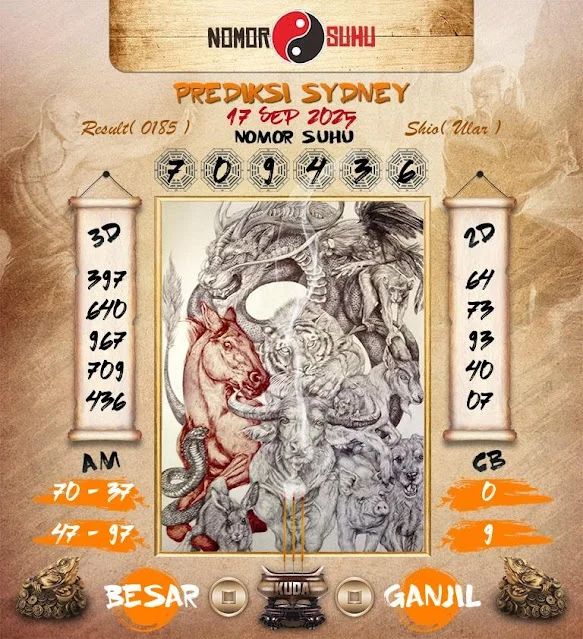 NOMOR SUHU
PREDIKSI SYDNEY
17 SEP 2025
Result( 0185 )
Shio( Ular )
NOMOR SUHU
7 0 9 4 3 6
3D
397
640
967
709
436
2D
64
73
93
40
07
AM
70 - 37
47 - 97
CB
0
9
BESAR
KUDA
GANJIL